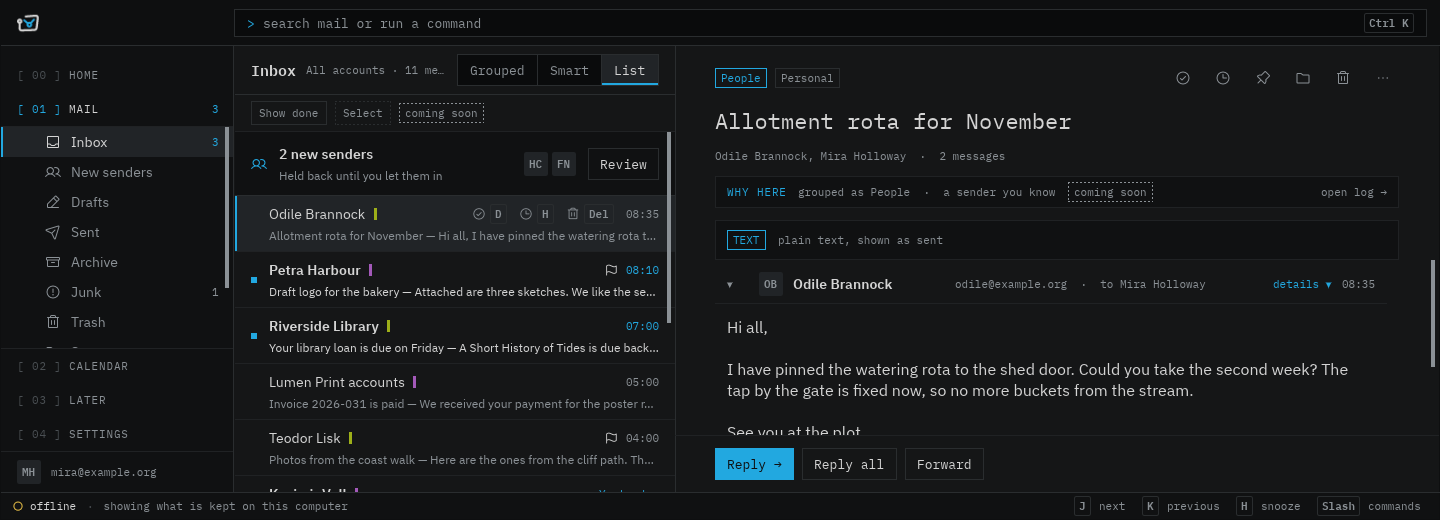 > search mail or run a command Ctrl K
[ 00 ] HOME
[ 01 ] MAIL 3
Inbox 3
New senders
Drafts
Sent
Archive
Junk 1
Trash
[ 02 ] CALENDAR
[ 03 ] LATER
[ 04 ] SETTINGS
MH mira@example.org
Inbox All accounts · 11 me… Grouped Smart List
Show done Select coming soon
2 new senders
Held back until you let them in
HC FN Review
Odile Brannock D H Del 08:35
Allotment rota for November — Hi all, I have pinned the watering rota t…
Petra Harbour 08:10
Draft logo for the bakery — Attached are three sketches. We like the se…
Riverside Library 07:00
Your library loan is due on Friday — A Short History of Tides is due back…
Lumen Print accounts 05:00
Invoice 2026-031 is paid — We received your payment for the poster r…
Teodor Lisk 04:00
Photos from the coast walk — Here are the ones from the cliff path. Th…
People Personal
Allotment rota for November
Odile Brannock, Mira Holloway · 2 messages
WHY HERE grouped as People · a sender you know coming soon open log →
TEXT plain text, shown as sent
▾ OB Odile Brannock odile@example.org · to Mira Holloway details ▾ 08:35
Hi all,
I have pinned the watering rota to the shed door. Could you take the second week? The
tap by the gate is fixed now, so no more buckets from the stream.
See you at the plot
Reply → Reply all Forward
offline · showing what is kept on this computer
J next K previous H snooze Slash commands